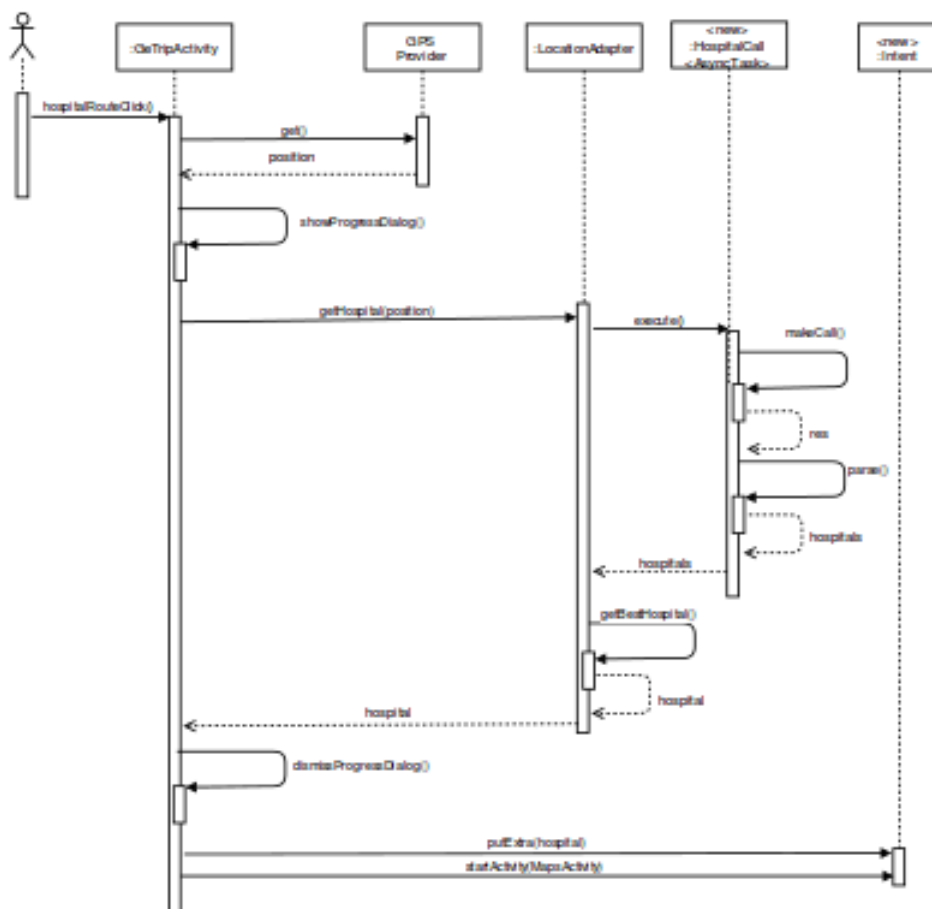 :GeTripActivity
GPS
Provider
:LocationAdapter
<new>
:HospitalCall
<AsyncTask>
<new>
:Intent
hospitalRouteClick()
get()
position
showProgressDialog()
getHospital(position)
execute()
makeCall()
res
parse()
hospitals
hospitals
getBestHospital()
hospital
hospital
dismissProgressDialog()
putExtra(hospital)
startActivity(MapsActivity)